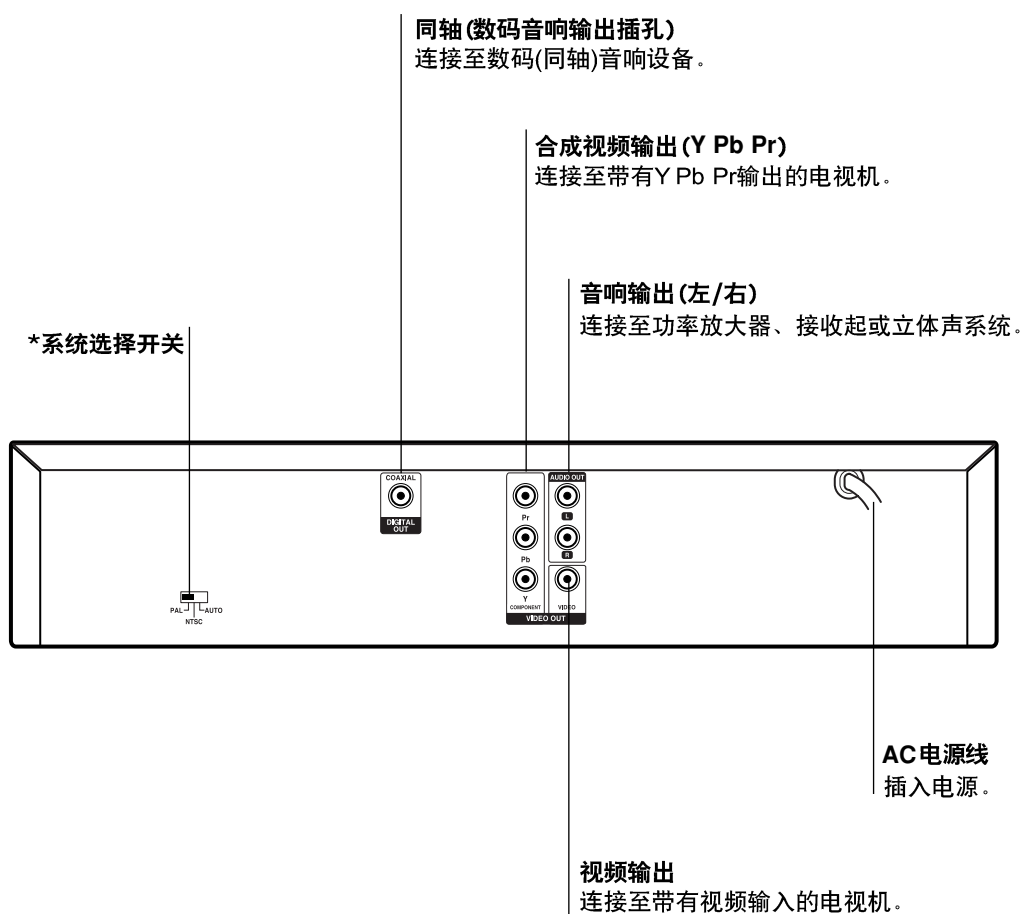 同轴(数码音响输出插孔)
连接至数码(同轴)音响设备。
合成视频输出(Y Pb Pr)
连接至带有Y Pb Pr输出的电视机。
音响输出(左/右)
连接至功率放大器、接收起或立体声系统。
*系统选择开关
COAXIAL
DIGITAL
OUT
AUDIO OUT
L
R
Pr
Pb
Y
COMPONENT
VIDEO
VIDEO OUT
PAL
AUTO
NTSC
AC电源线
插入电源。
视频输出
连接至带有视频输入的电视机。